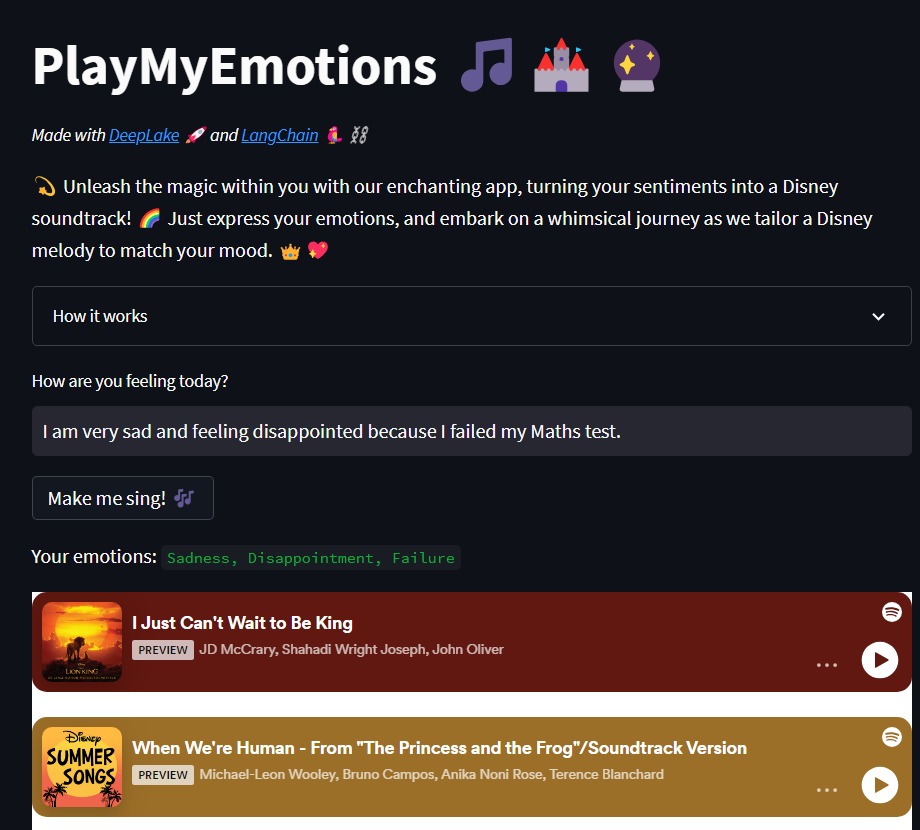 PlayMyEmotions 🎵 🏰 🔮
Made with DeepLake 🚀 and LangChain 🦜⛓️
💫 Unleash the magic within you with our enchanting app, turning your sentiments into a Disney
soundtrack! 🌈 Just express your emotions, and embark on a whimsical journey as we tailor a Disney
melody to match your mood. 👑 💖
How it works
How are you feeling today?
I am very sad and feeling disappointed because I failed my Maths test.
Make me sing! 🎶
Your emotions: Sadness, Disappointment, Failure
I Just Can't Wait to Be King
PREVIEW JD McCrary, Shahadi Wright Joseph, John Oliver
Disney
THE LION KING
Disney
SUMMER
SONGS
When We're Human - From "The Princess and the Frog"/Soundtrack Version
PREVIEW Michael-Leon Wooley, Bruno Campos, Anika Noni Rose, Terence Blanchard